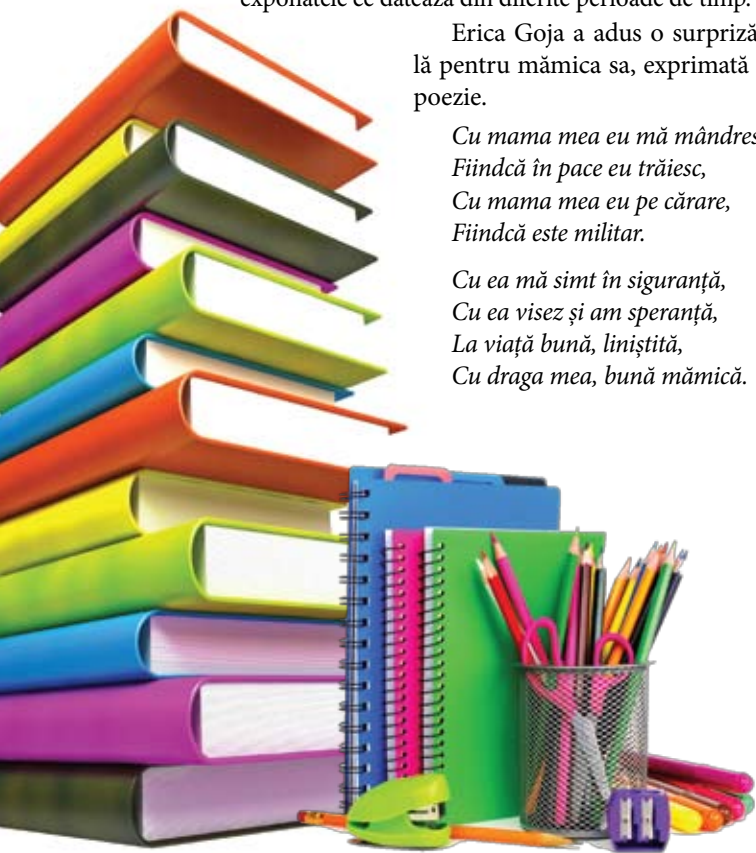 exponatele ce datează din diferite perioade de timp.
Erica Goja a adus o surpriză
lă pentru mămica sa, exprimată
poezie.
Cu mama mea eu mă mândres
Fiindcă în pace eu trăiesc,
Cu mama mea eu pe cărare,
Fiindcă este militar.
Cu ea mă simt în siguranță,
Cu ea visez și am speranță,
La viață bună, liniștită,
Cu draga mea, bună mămică.